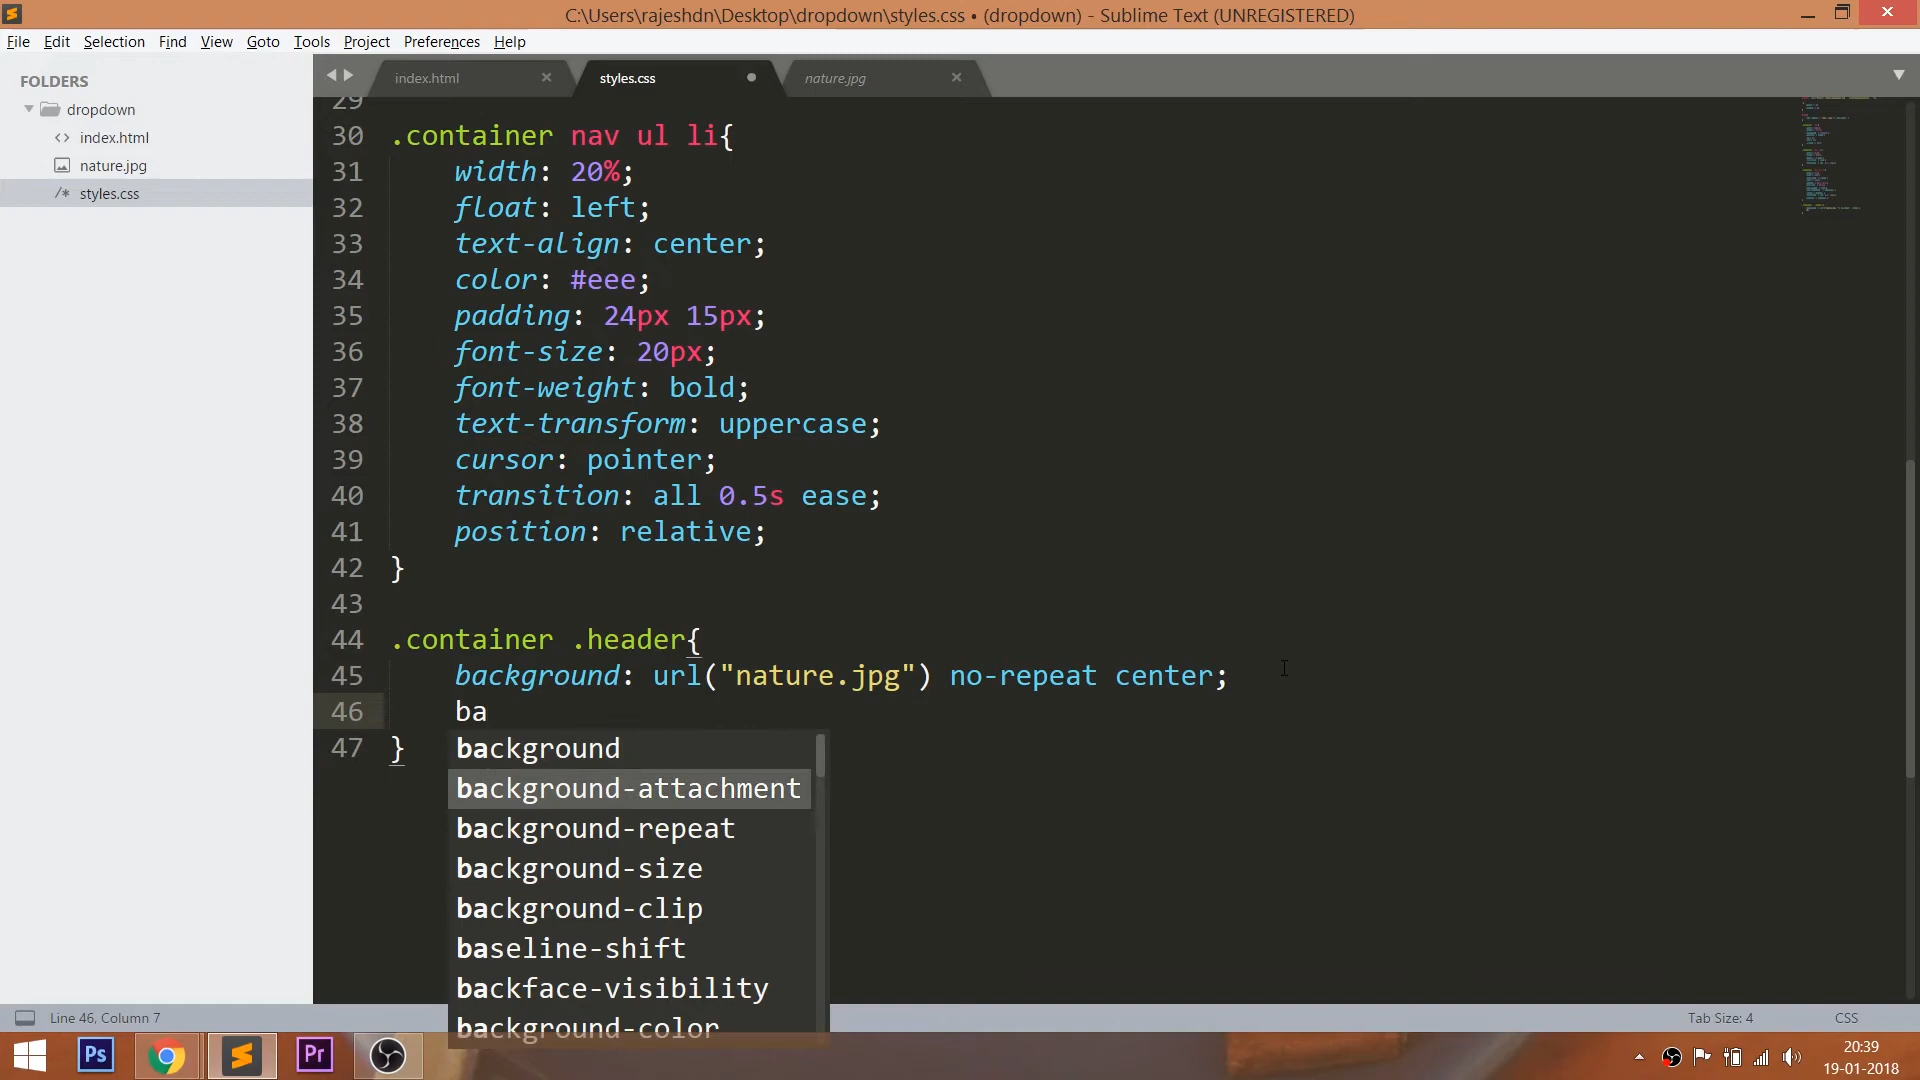 C:\Users\rajeshdn\Desktop\dropdown\styles.css • (dropdown) - Sublime Text (UNREGISTERED)
File Edit Selection Find View Goto Tools Project Preferences Help
FOLDERS
dropdown
<> index.html
nature.jpg
/* styles.css
index.html × styles.css • nature.jpg ×
29
30 .container nav ul li{
31 width: 20%;
32 float: left;
33 text-align: center;
34 color: #eee;
35 padding: 24px 15px;
36 font-size: 20px;
37 font-weight: bold;
38 text-transform: uppercase;
39 cursor: pointer;
40 transition: all 0.5s ease;
41 position: relative;
42 }
43
44 .container .header{
45 background: url("nature.jpg") no-repeat center;
46 ba
47 }
background
background-attachment
background-repeat
background-size
background-clip
baseline-shift
backface-visibility
background-color
Line 46, Column 7
Tab Size: 4
CSS
Ps
Pr
20:39
19-01-2018